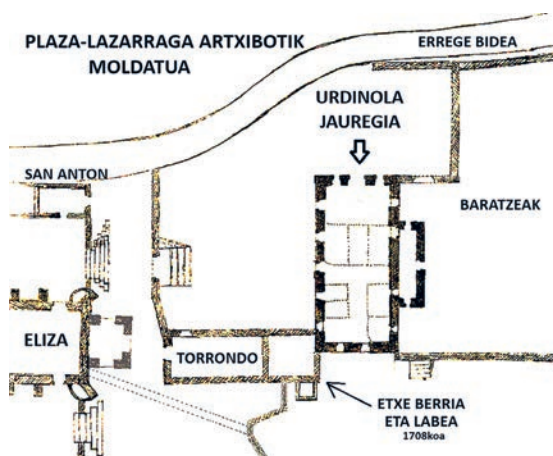 PLAZA-LAZARRAGA ARTXIBOTIK
MOLDATUA
ERREGE BIDEA
URDINOLA
JAUREGIA
SAN ANTON
BARATZEAK
ELIZA
TORRONDO
ETXE BERRIA
ETA LABEA
1708koa